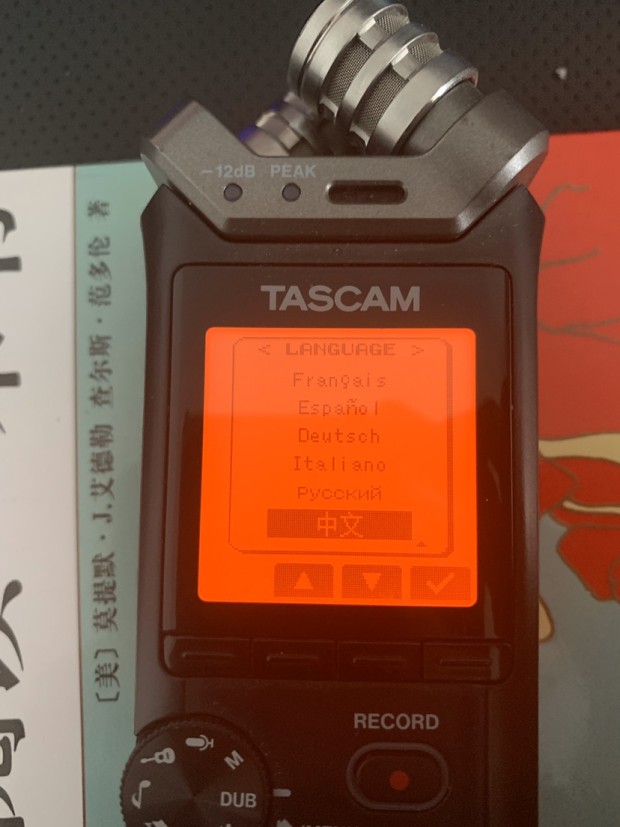 -12dB PEAK
TASCAM
< LANGUAGE >
Français
Español
Deutsch
Italiano
Русский
中文
RECORD
M
DUB
〔美〕莫提默·J.艾德勒 查尔斯·范多伦 著